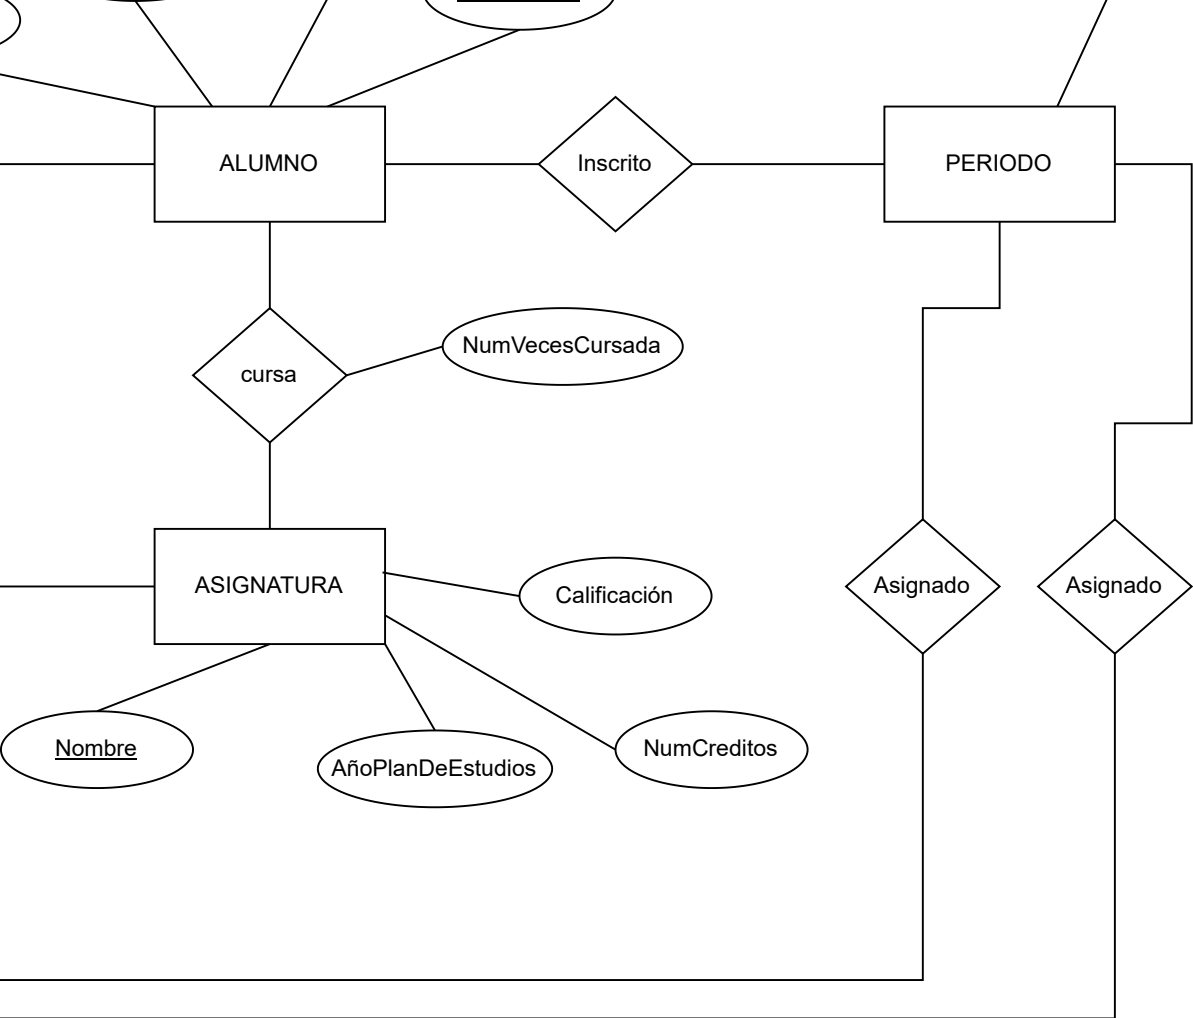 ALUMNO
Inscrito
PERIODO
NumVecesCursada
cursa
ASIGNATURA
Calificación
Asignado
Asignado
Nombre
AñoPlanDeEstudios
NumCreditos